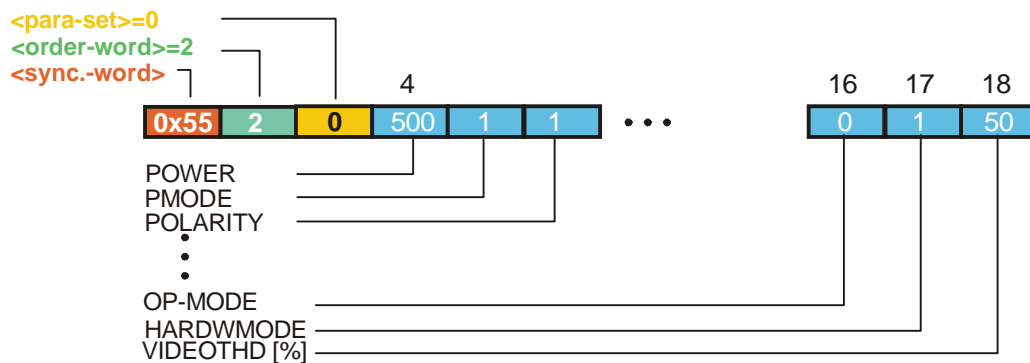 <para-set>=0
<order-word>=2
<sync.-word>
4 16 17 18
0x55 2 0 500 1 1 • • • 0 1 50
POWER
PMODE
POLARITY
OP-MODE
HARDWMODE
VIDEOTHD [%]